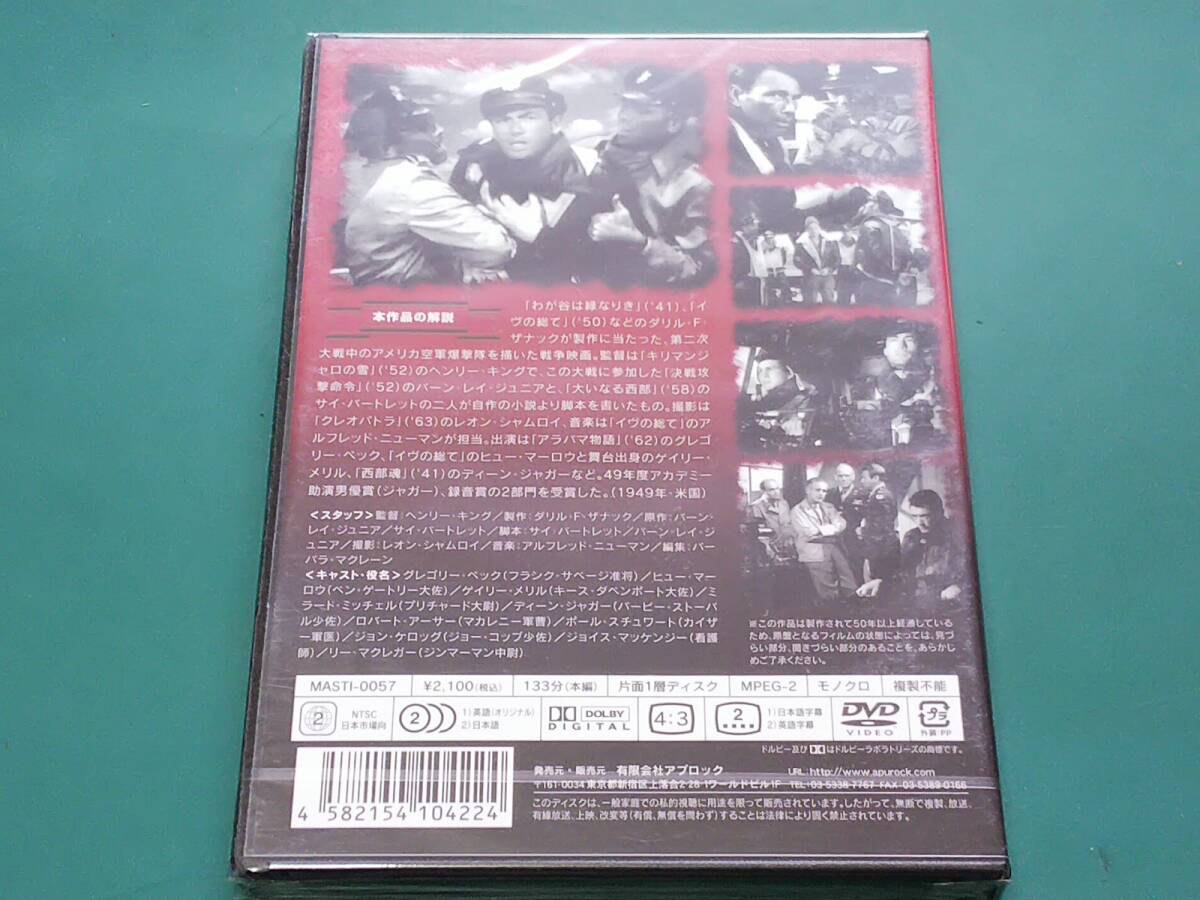 本作品の解説
「わが谷は緑なりき」('41)、「イ
ヴの総て」('50)などのダリル・F・
ザナックが製作に当たった、第二次
大戦中のアメリカ空軍爆撃隊を描いた戦争映画。監督は「キリマンジ
ャロの雪」('52)のヘンリー・キングで、この大戦に参加した「決戦攻
撃命令」('52)のバーン・レイ・ジュニアと、「大いなる西部」('58)の
サイ・バートレットの二人が自作の小説より脚本を書いたもの。撮影は
「クレオパトラ」('63)のレオン・シャムロイ、音楽は「イヴの総て」のア
ルフレッド・ニューマンが担当。出演は「アラバマ物語」('62)のグレゴ
リー・ペック、「イヴの総て」のヒュー・マーロウと舞台出身のゲイリー・
メリル、「西部魂」('41)のディーン・ジャガーなど。49年度アカデミー
助演男優賞(ジャガー)、録音賞の2部門を受賞した。(1949年・米国)
<スタッフ>監督:ヘンリー・キング/製作:ダリル・F・ザナック/原作:バーン・
レイ・ジュニア/サイ・バートレット/脚本:サイ・バートレット/バーン・レイ・ジ
ュニア/撮影:レオン・シャムロイ/音楽:アルフレッド・ニューマン/編集:バー
バラ・マクレーン
<キャスト・役名>グレゴリー・ペック(フランク・サベージ准将)/ヒュー・マー
ロウ(ベン・ゲートリー大佐)/ゲイリー・メリル(キース・ダベンポート大佐)/ミ
ラード・ミッチェル(プリチャード大尉)/ディーン・ジャガー(ハービー・ストーバ
ル少佐)/ロバート・アーサー(マカレニー軍曹)/ポール・スチュワート(カイザ
ー軍医)/ジョン・ケロッグ(ジョー・コッブ少佐)/ジョイス・マッケンジー(看護
師)/リー・マクレガー(ジンマーマン中尉)
※この作品は製作されて50年以上経過している
ため、原盤となるフィルムの状態によっては、見づ
らい部分、聞きづらい部分のあることを、あらかじ
めご了承ください。
MASTI-0057 ¥2,100(税込) 133分(本編) 片面1層ディスク MPEG-2 モノクロ 複製不能
2 NTSC 日本市場向
2 1)英語(オリジナル) 2)日本語
DOLBY DIGITAL
4:3
2 1)日本語字幕 2)英語字幕
DVD VIDEO
プラ 外装:PP
ドルビー及びDDはドルビーラボラトリーズの商標です。
4 582154 104224
発売元・販売元 有限会社アプロック URL:http://www.apurock.com/
〒161-0034 東京都新宿区上落合2-28-1ワールドビル1F TEL:03-5338-7767 FAX:03-5389-0166
このディスクは、一般家庭での私的視聴に用途を限って販売されています。したがって、無断で複製、放送、
有線放送、上映、改変等(有償、無償を問わず)することは法律により固く禁止されています。